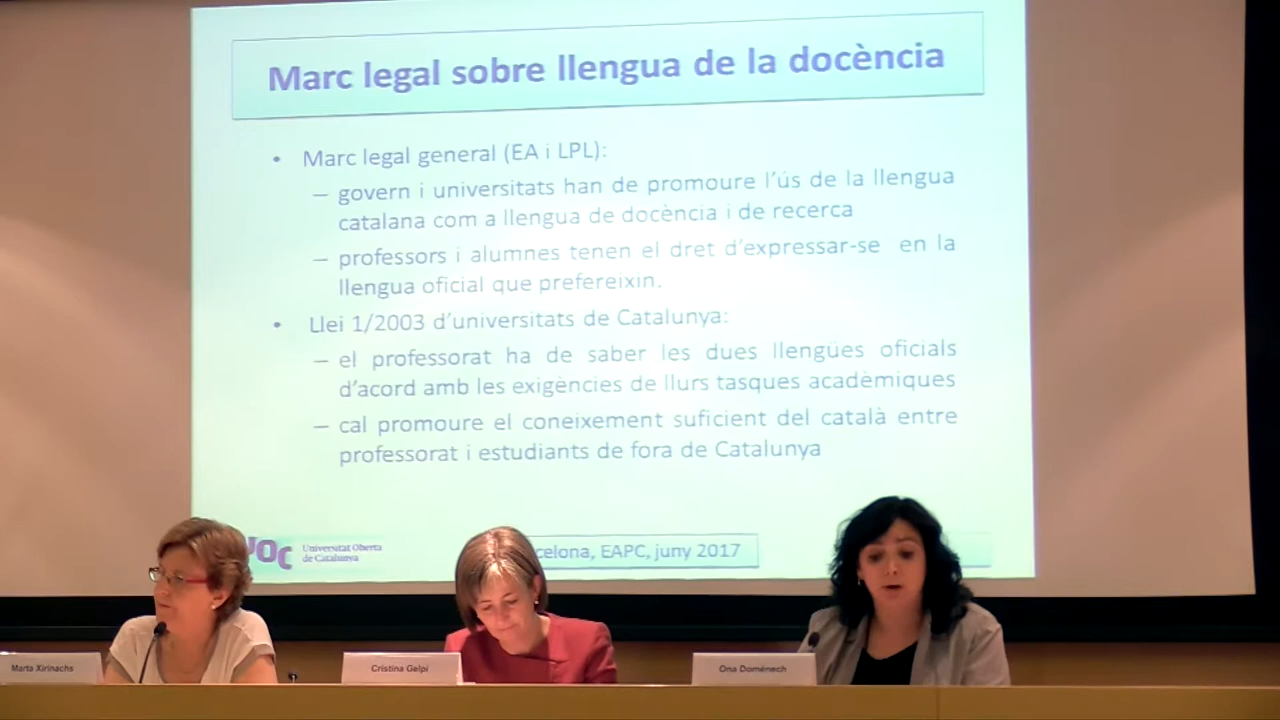 Marc legal sobre llengua de la docència
• Marc legal general (EA i LPL):
– govern i universitats han de promoure l'ús de la llengua
catalana com a llengua de docència i de recerca
– professors i alumnes tenen el dret d'expressar-se en la
llengua oficial que prefereixin.
• Llei 1/2003 d'universitats de Catalunya:
– el professorat ha de saber les dues llengües oficials
d'acord amb les exigències de llurs tasques acadèmiques
– cal promoure el coneixement suficient del català entre
professorat i estudiants de fora de Catalunya
UOC Universitat Oberta
de Catalunya
celona, EAPC, juny 2017
Marta Xirinachs
Cristina Gelpi
Ona Domènech